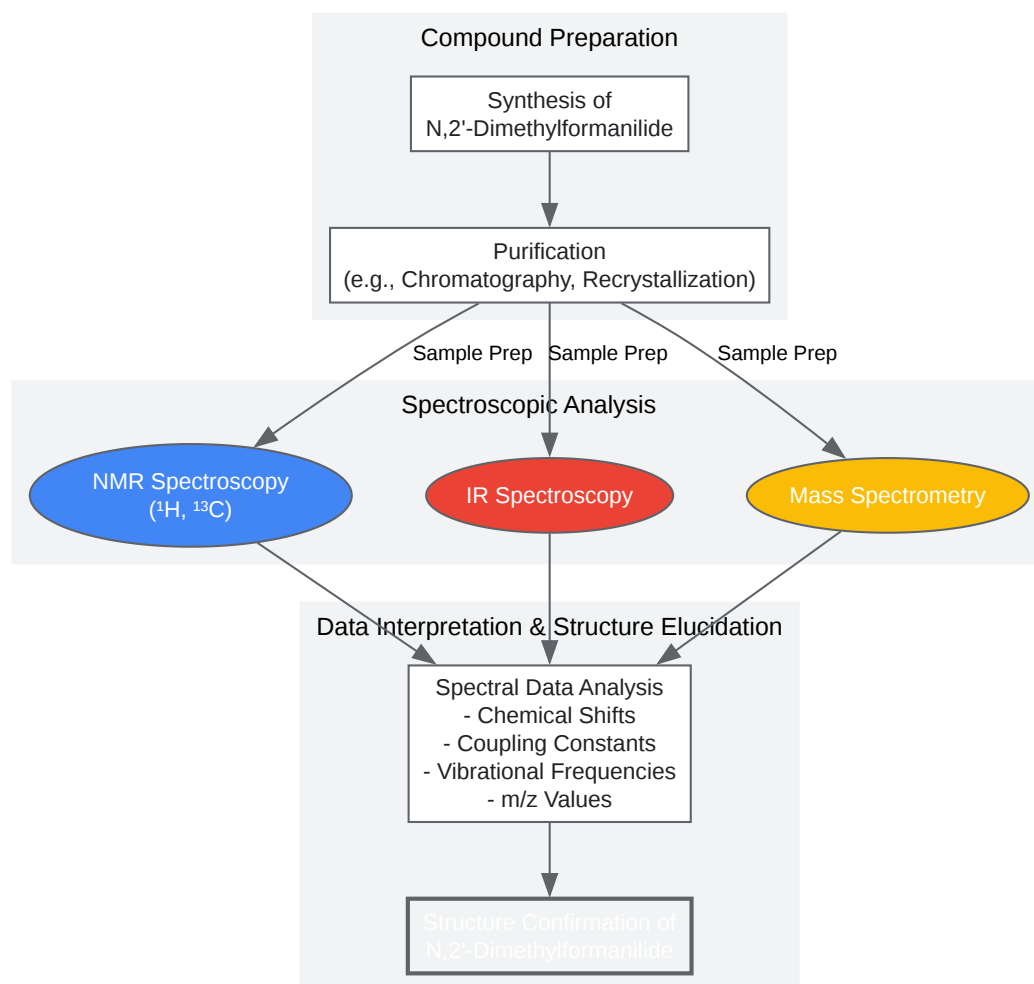 Compound Preparation
Synthesis of
N,2'-Dimethylformanilide
Purification
(e.g., Chromatography, Recrystallization)
Sample Prep
Sample Prep
Sample Prep
Spectroscopic Analysis
NMR Spectroscopy
(¹H, ¹³C)
IR Spectroscopy
Mass Spectrometry
Data Interpretation & Structure Elucidation
Spectral Data Analysis
- Chemical Shifts
- Coupling Constants
- Vibrational Frequencies
- m/z Values
Structure Confirmation of
N,2'-Dimethylformanilide